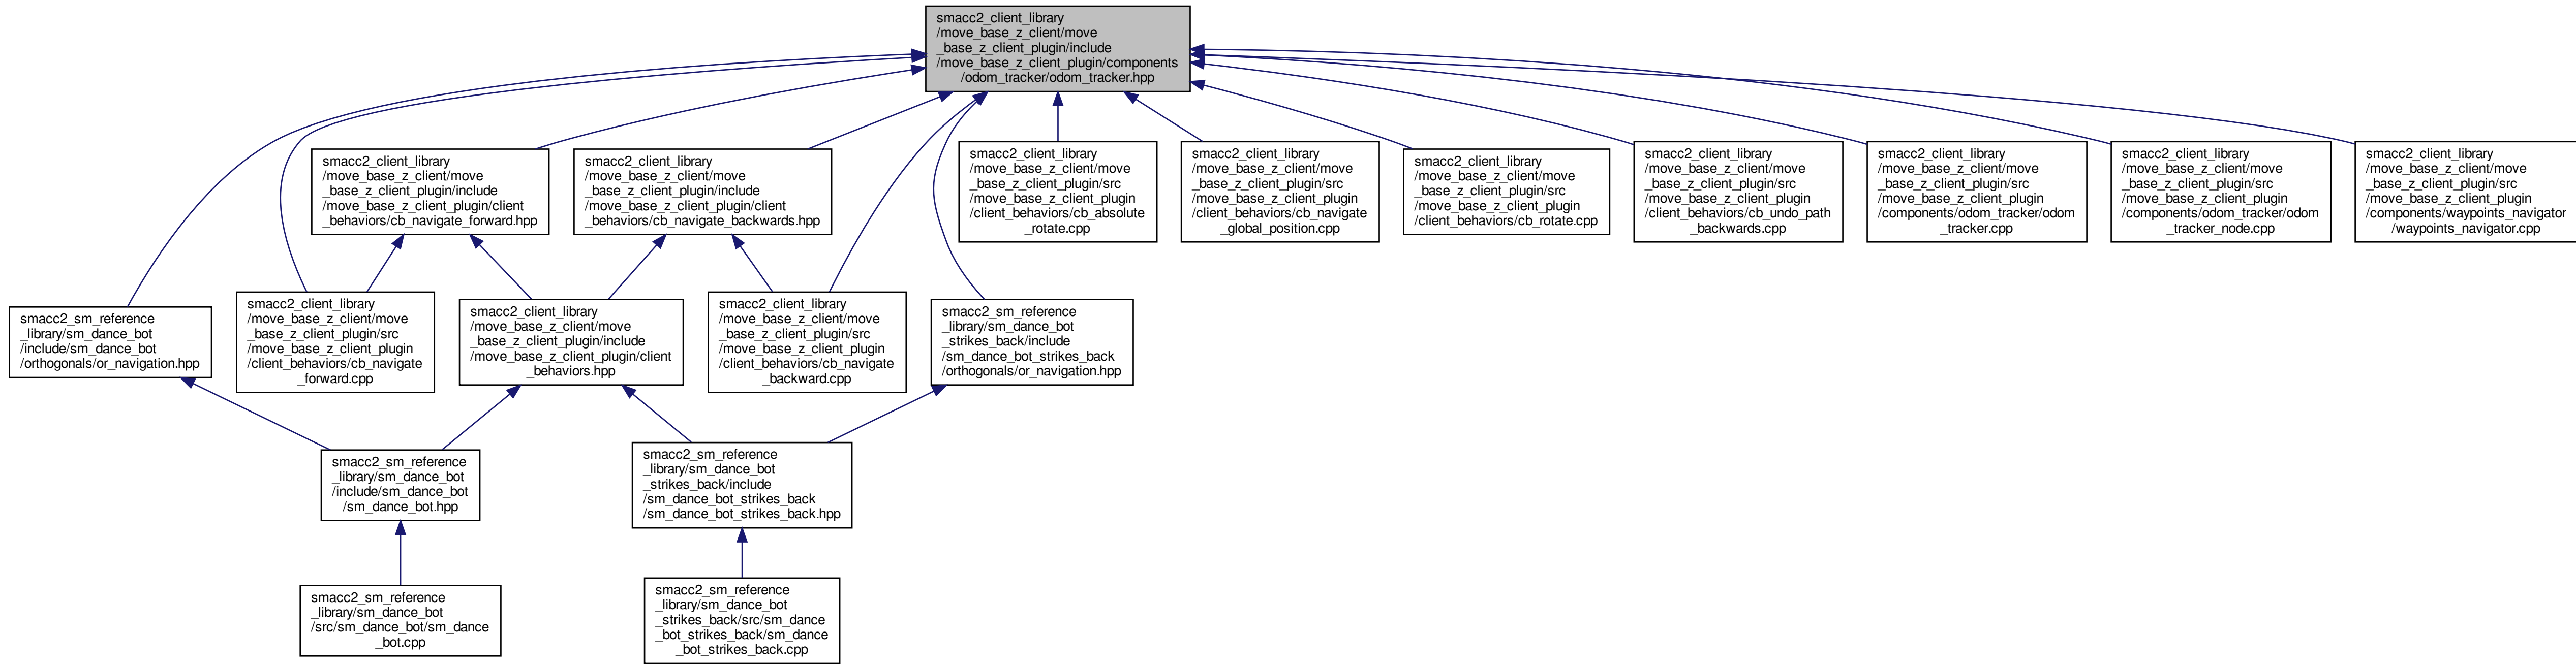 smacc2_client_library
/move_base_z_client/move
_base_z_client_plugin/include
/move_base_z_client_plugin/components
/odom_tracker/odom_tracker.hpp
smacc2_client_library
/move_base_z_client/move
_base_z_client_plugin/include
/move_base_z_client_plugin/client
_behaviors/cb_navigate_forward.hpp
smacc2_client_library
/move_base_z_client/move
_base_z_client_plugin/include
/move_base_z_client_plugin/client
_behaviors/cb_navigate_backwards.hpp
smacc2_client_library
/move_base_z_client/move
_base_z_client_plugin/src
/move_base_z_client_plugin
/client_behaviors/cb_absolute
_rotate.cpp
smacc2_client_library
/move_base_z_client/move
_base_z_client_plugin/src
/move_base_z_client_plugin
/client_behaviors/cb_navigate
_global_position.cpp
smacc2_client_library
/move_base_z_client/move
_base_z_client_plugin/src
/move_base_z_client_plugin
/client_behaviors/cb_rotate.cpp
smacc2_client_library
/move_base_z_client/move
_base_z_client_plugin/src
/move_base_z_client_plugin
/client_behaviors/cb_undo_path
_backwards.cpp
smacc2_client_library
/move_base_z_client/move
_base_z_client_plugin/src
/move_base_z_client_plugin
/components/odom_tracker/odom
_tracker.cpp
smacc2_client_library
/move_base_z_client/move
_base_z_client_plugin/src
/move_base_z_client_plugin
/components/odom_tracker/odom
_tracker_node.cpp
smacc2_client_library
/move_base_z_client/move
_base_z_client_plugin/src
/move_base_z_client_plugin
/components/waypoints_navigator
/waypoints_navigator.cpp
smacc2_sm_reference
_library/sm_dance_bot
/include/sm_dance_bot
/orthogonals/or_navigation.hpp
smacc2_client_library
/move_base_z_client/move
_base_z_client_plugin/src
/move_base_z_client_plugin
/client_behaviors/cb_navigate
_forward.cpp
smacc2_client_library
/move_base_z_client/move
_base_z_client_plugin/include
/move_base_z_client_plugin/client
_behaviors.hpp
smacc2_client_library
/move_base_z_client/move
_base_z_client_plugin/src
/move_base_z_client_plugin
/client_behaviors/cb_navigate
_backward.cpp
smacc2_sm_reference
_library/sm_dance_bot
_strikes_back/include
/sm_dance_bot_strikes_back
/orthogonals/or_navigation.hpp
smacc2_sm_reference
_library/sm_dance_bot
/include/sm_dance_bot
/sm_dance_bot.hpp
smacc2_sm_reference
_library/sm_dance_bot
_strikes_back/include
/sm_dance_bot_strikes_back
/sm_dance_bot_strikes_back.hpp
smacc2_sm_reference
_library/sm_dance_bot
/src/sm_dance_bot/sm_dance
_bot.cpp
smacc2_sm_reference
_library/sm_dance_bot
_strikes_back/src/sm_dance
_bot_strikes_back/sm_dance
_bot_strikes_back.cpp